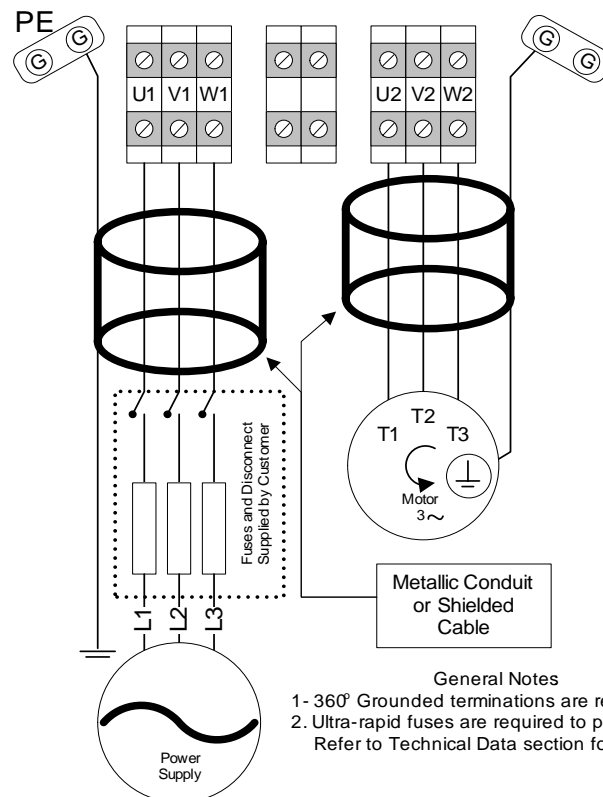 PE
G G
G G
U1 V1 W1
U2 V2 W2
T1 T2 T3
Motor
3~
Fuses and Disconnect
Supplied by Customer
L1 L2 L3
Metallic Conduit
or Shielded
Cable
Power
Supply
General Notes
1- 360° Grounded terminations are re
2. Ultra-rapid fuses are required to p
Refer to Technical Data section fo